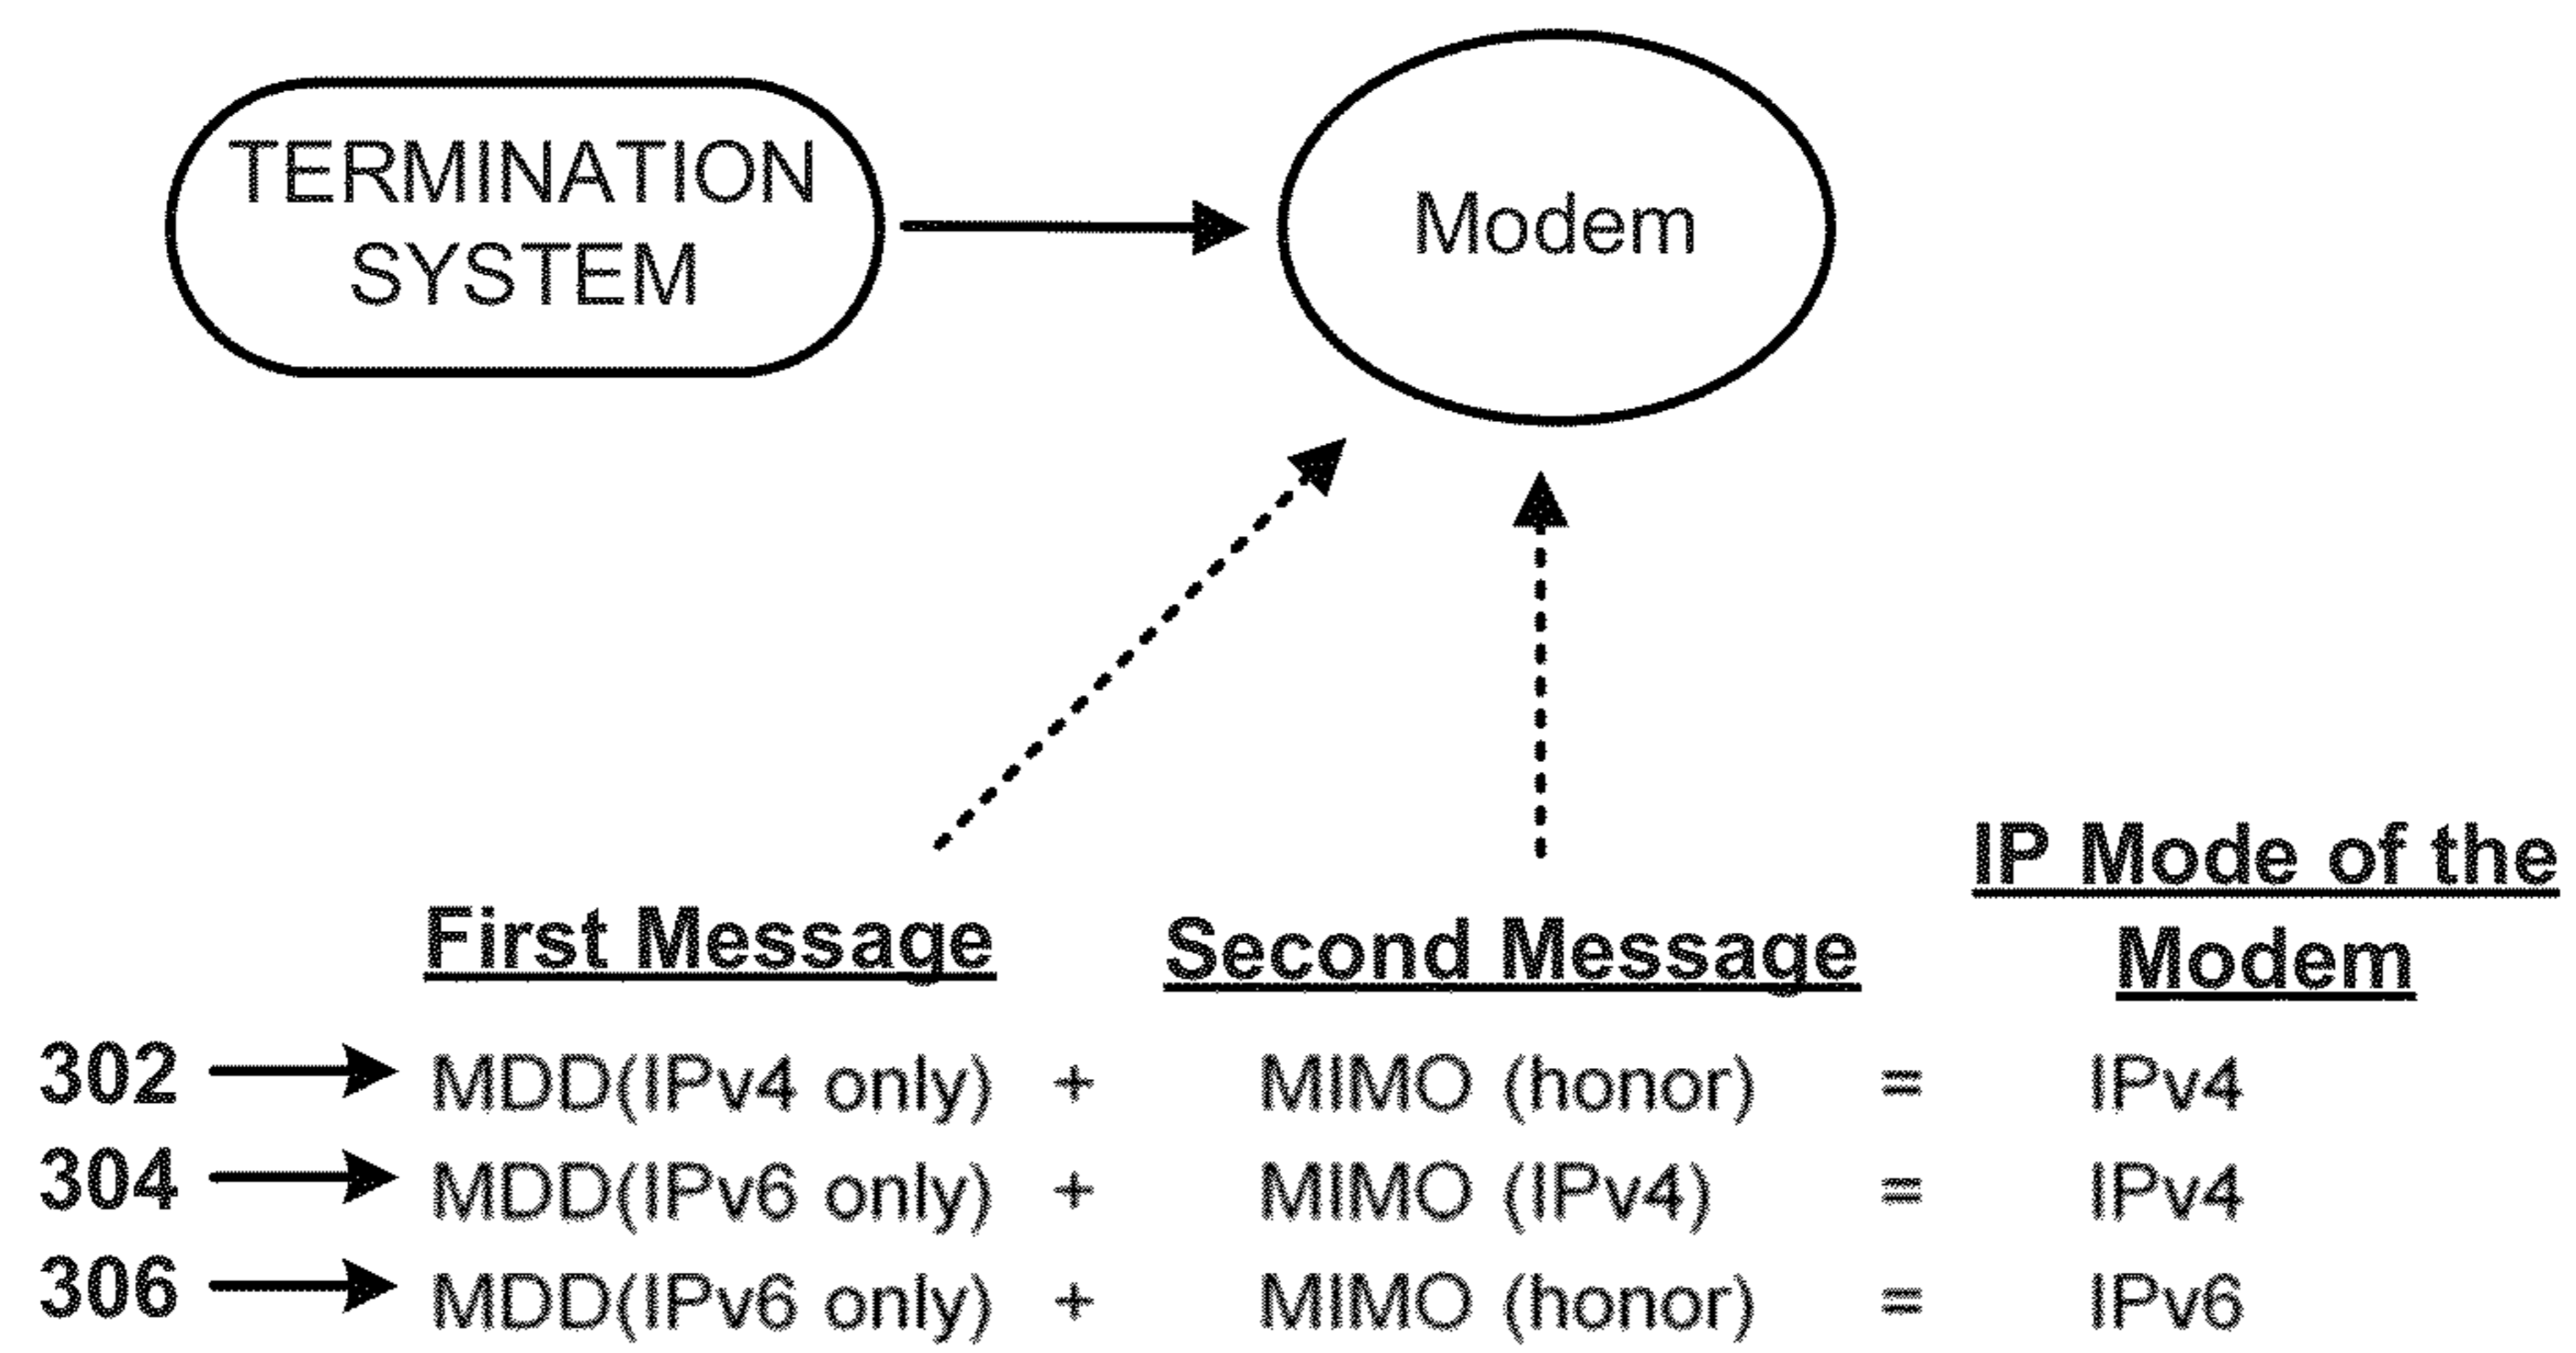 TERMINATION
SYSTEM
Modem
First Message
Second Message
IP Mode of the
Modem
302 MDD(IPv4 only) + MIMO (honor) = IPv4
304 MDD(IPv6 only) + MIMO (IPv4) = IPv4
306 MDD(IPv6 only) + MIMO (honor) = IPv6